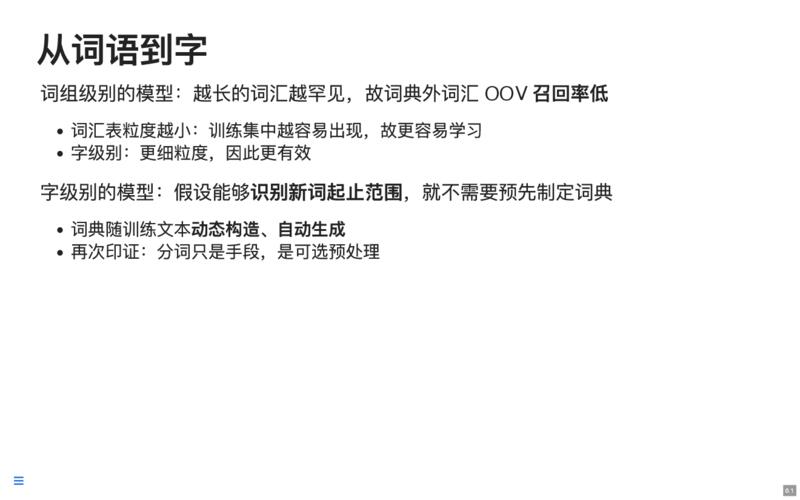 从词语到字
词组级别的模型：越长的词汇越罕见，故词典外词汇 OOV 召回率低
词汇表粒度越小：训练集中越容易出现，故更容易学习
字级别：更细粒度，因此更有效
字级别的模型：假设能够识别新词起止范围，就不需要预先制定词典
词典随训练文本动态构造、自动生成
再次印证：分词只是手段，是可选预处理
6.1